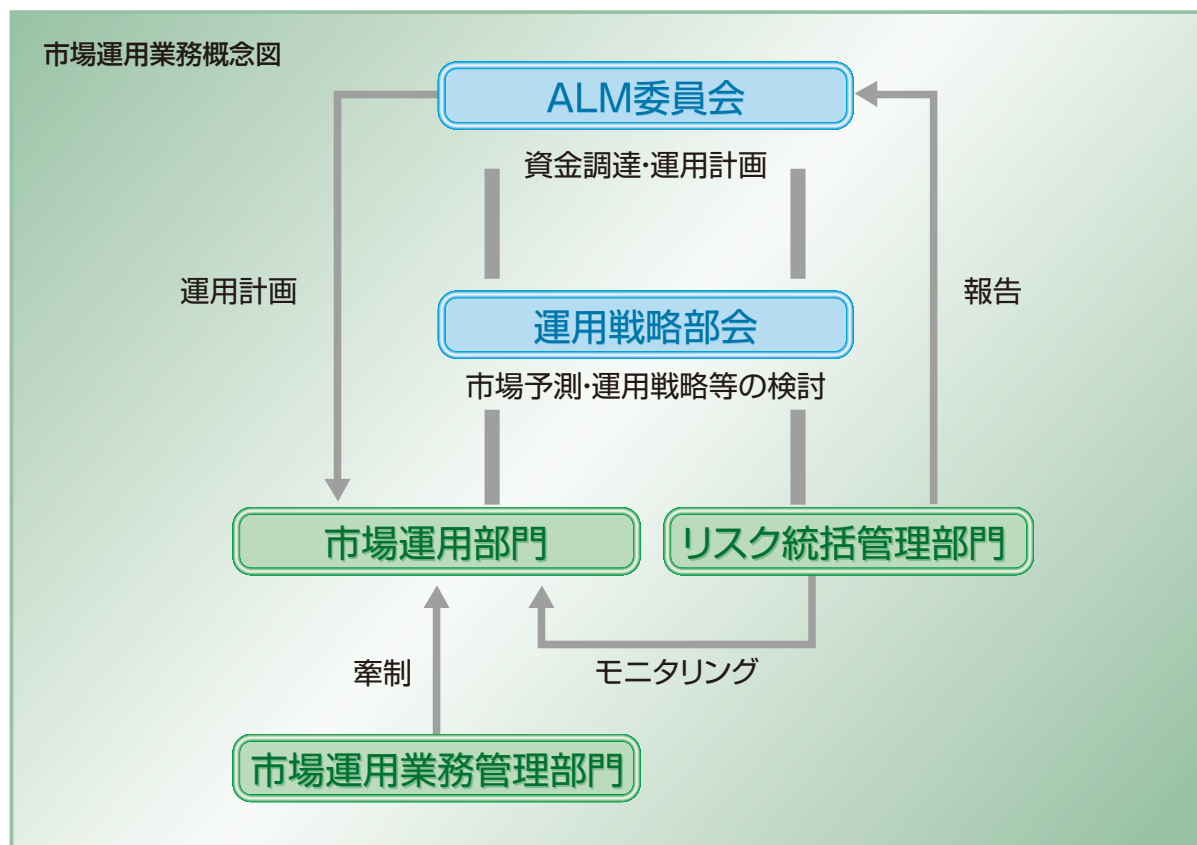 市場運用業務概念図
ALM委員会
資金調達･運用計画
運用計画
報告
運用戦略部会
市場予測･運用戦略等の検討
市場運用部門
リスク統括管理部門
牽制
モニタリング
市場運用業務管理部門